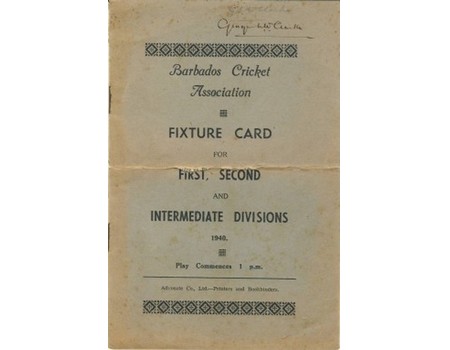 Barbados Cricket
Association
FIXTURE CARD
FOR
FIRST, SECOND
AND
INTERMEDIATE DIVISIONS
1948.
Play Commences 1 p.m.
Advocate Co., Ltd—Printers and Bookbinders.